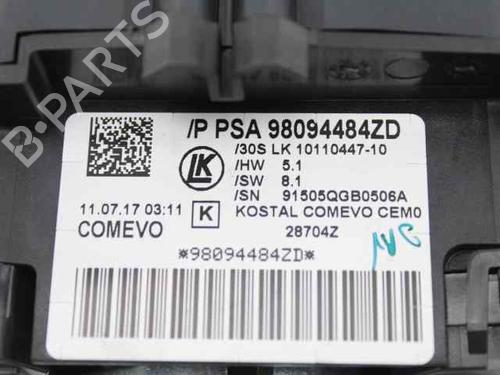 /P PSA 98094484ZD
/30S LK 10110447-10
/HW 5.1
/SW 8.1
/SN 91505QGB0506A
LK
11.07.17 03:11 K KOSTAL COMEVO CEM0
COMEVO 28704Z
*98094484ZD*
B-PARTS